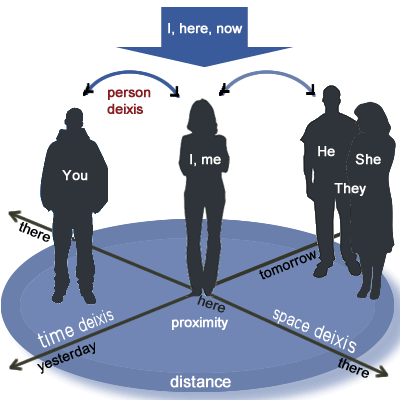 I, here, now
person
deixis
You
I, me
He
She
They
there
tomorrow
here
time deixis
proximity
space deixis
yesterday
there
distance